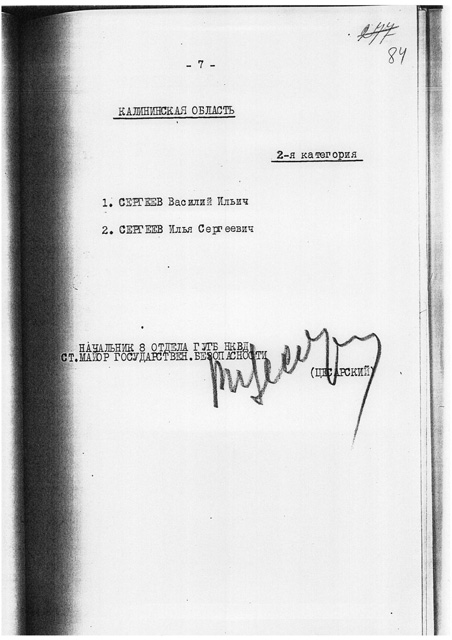 277
84
- 7 -
КАЛИНИНСКАЯ ОБЛАСТЬ
2-я категория
1. СЕРГЕЕВ Василий Ильич
2. СЕРГЕЕВ Илья Сергеевич
НАЧАЛЬНИК 8 ОТДЕЛА ГУГБ НКВД
СТ.МАЙОР ГОСУДАРСТВЕН.БЕЗОПАСНОСТИ
(ЦЕСАРСКИЙ)